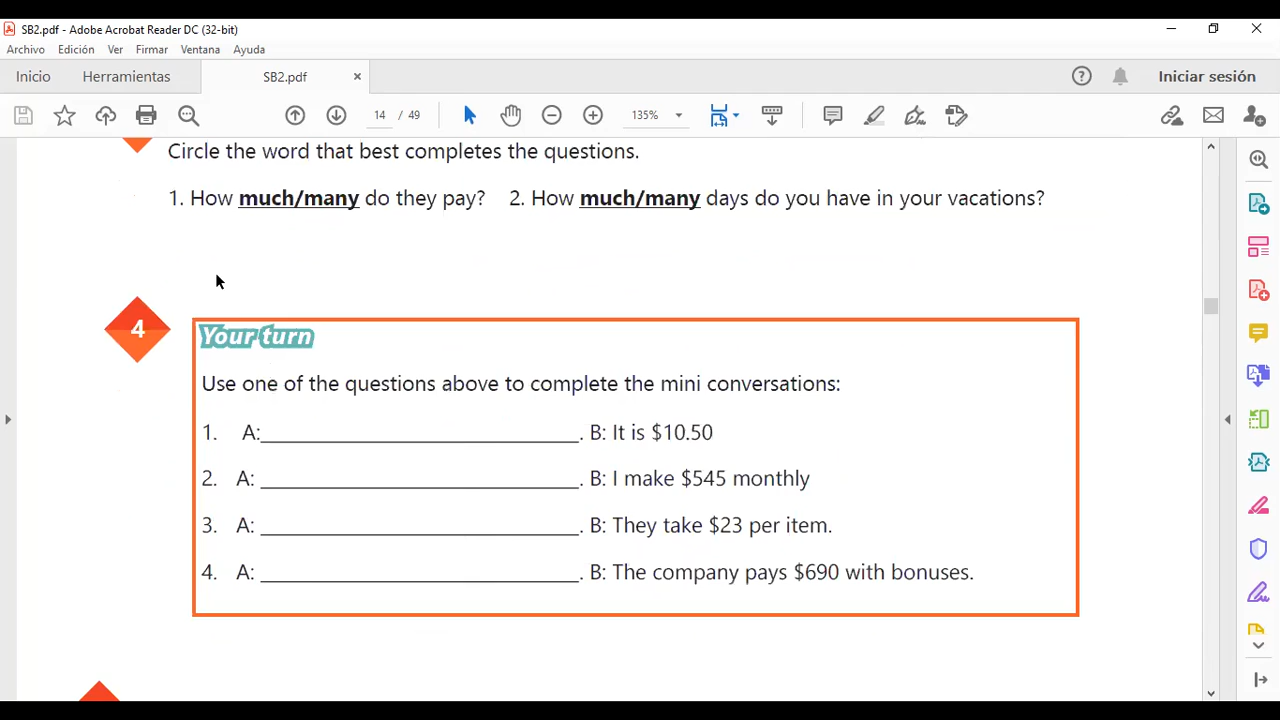 SB2.pdf - Adobe Acrobat Reader DC (32-bit)
Archivo Edición Ver Firmar Ventana Ayuda
Inicio Herramientas SB2.pdf × Iniciar sesión
14 / 49 135%
Circle the word that best completes the questions.
1. How much/many do they pay? 2. How much/many days do you have in your vacations?
4
Your turn
Use one of the questions above to complete the mini conversations:
1. A:______________________________. B: It is $10.50
2. A: ______________________________. B: I make $545 monthly
3. A: ______________________________. B: They take $23 per item.
4. A: ______________________________. B: The company pays $690 with bonuses.